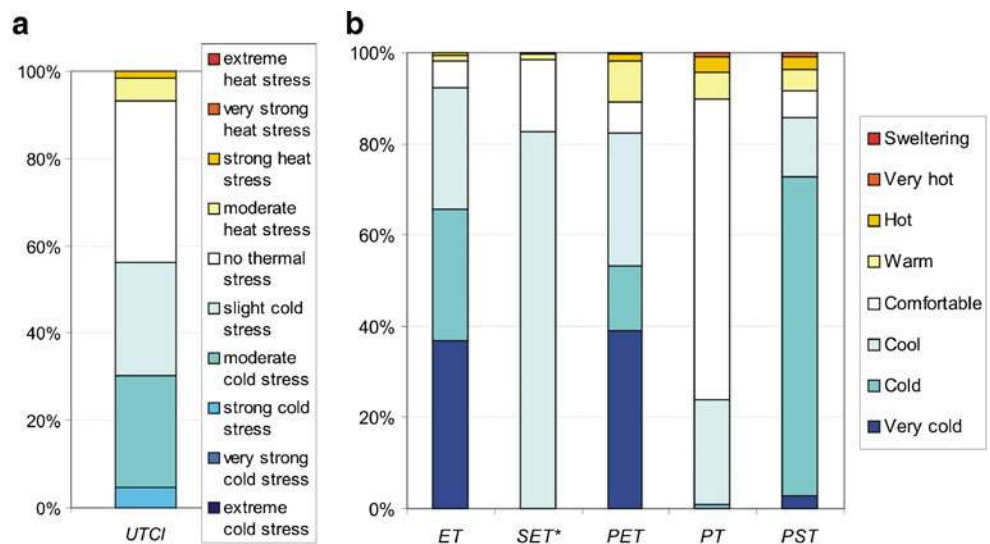 a
100%
80%
60%
40%
20%
0%
UTCI
extreme
heat stress
very strong
heat stress
strong heat
stress
moderate
heat stress
no thermal
stress
slight cold
stress
moderate
cold stress
strong cold
stress
very strong
cold stress
extreme
cold stress
b
100%
80%
60%
40%
20%
0%
ET
SET*
PET
PT
PST
Sweltering
Very hot
Hot
Warm
Comfortable
Cool
Cold
Very cold